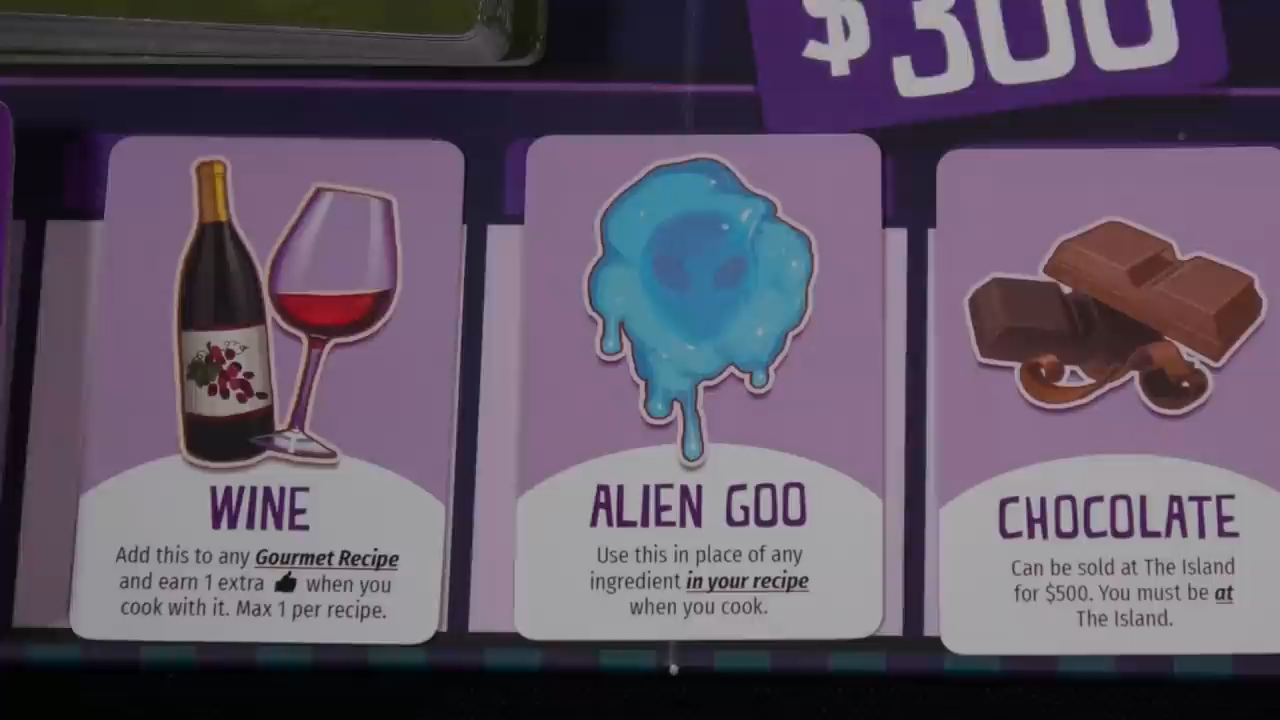 $300
WINE
Add this to any Gourmet Recipe
and earn 1 extra when you
cook with it. Max 1 per recipe.
ALIEN GOO
Use this in place of any
ingredient in your recipe
when you cook.
CHOCOLATE
Can be sold at The Island
for $500. You must be at
The Island.